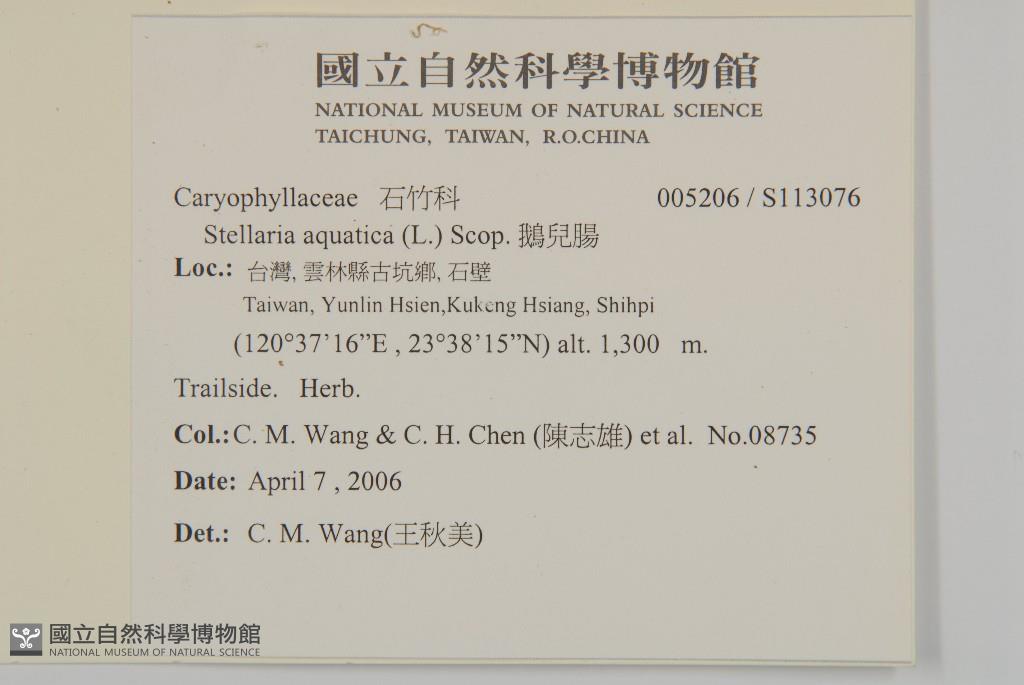 國立自然科學博物館
NATIONAL MUSEUM OF NATURAL SCIENCE
TAICHUNG, TAIWAN, R.O.CHINA
Caryophyllaceae 石竹科 005206 / S113076
Stellaria aquatica (L.) Scop. 鵝兒腸
Loc.: 台灣, 雲林縣古坑鄉, 石壁
Taiwan, Yunlin Hsien,Kukeng Hsiang, Shihpi
(120°37’16”E , 23°38’15”N) alt. 1,300 m.
Trailside. Herb.
Col.: C. M. Wang & C. H. Chen (陳志雄) et al. No.08735
Date: April 7 , 2006
Det.: C. M. Wang(王秋美)
國立自然科學博物館
NATIONAL MUSEUM OF NATURAL SCIENCE